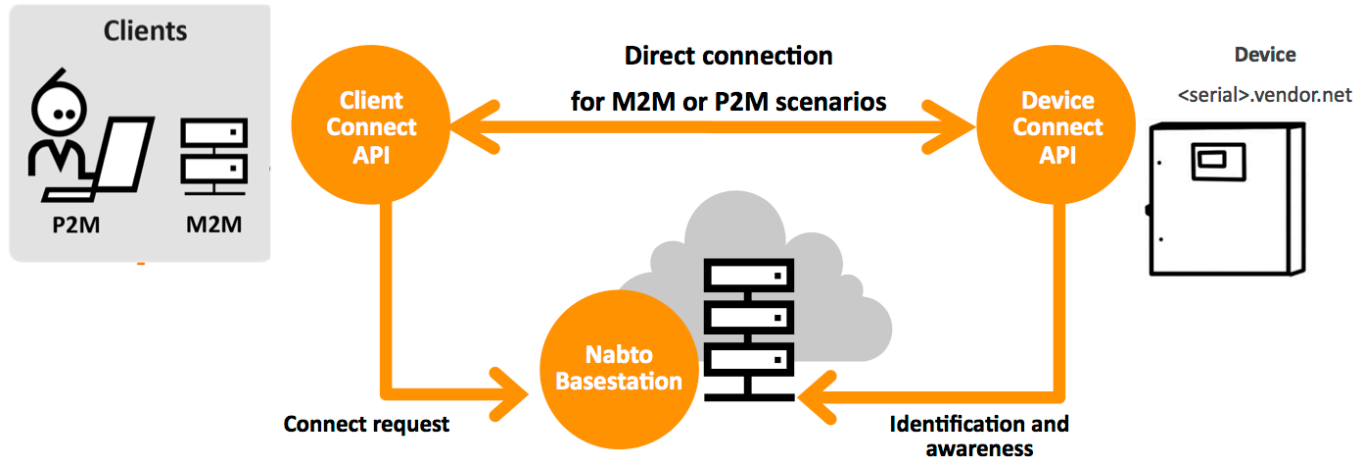 Clients
P2M
M2M
Client
Connect
API
Direct connection
for M2M or P2M scenarios
Device
Connect
API
Device
<serial>.vendor.net
Nabto
Basestation
Connect request
Identification and
awareness